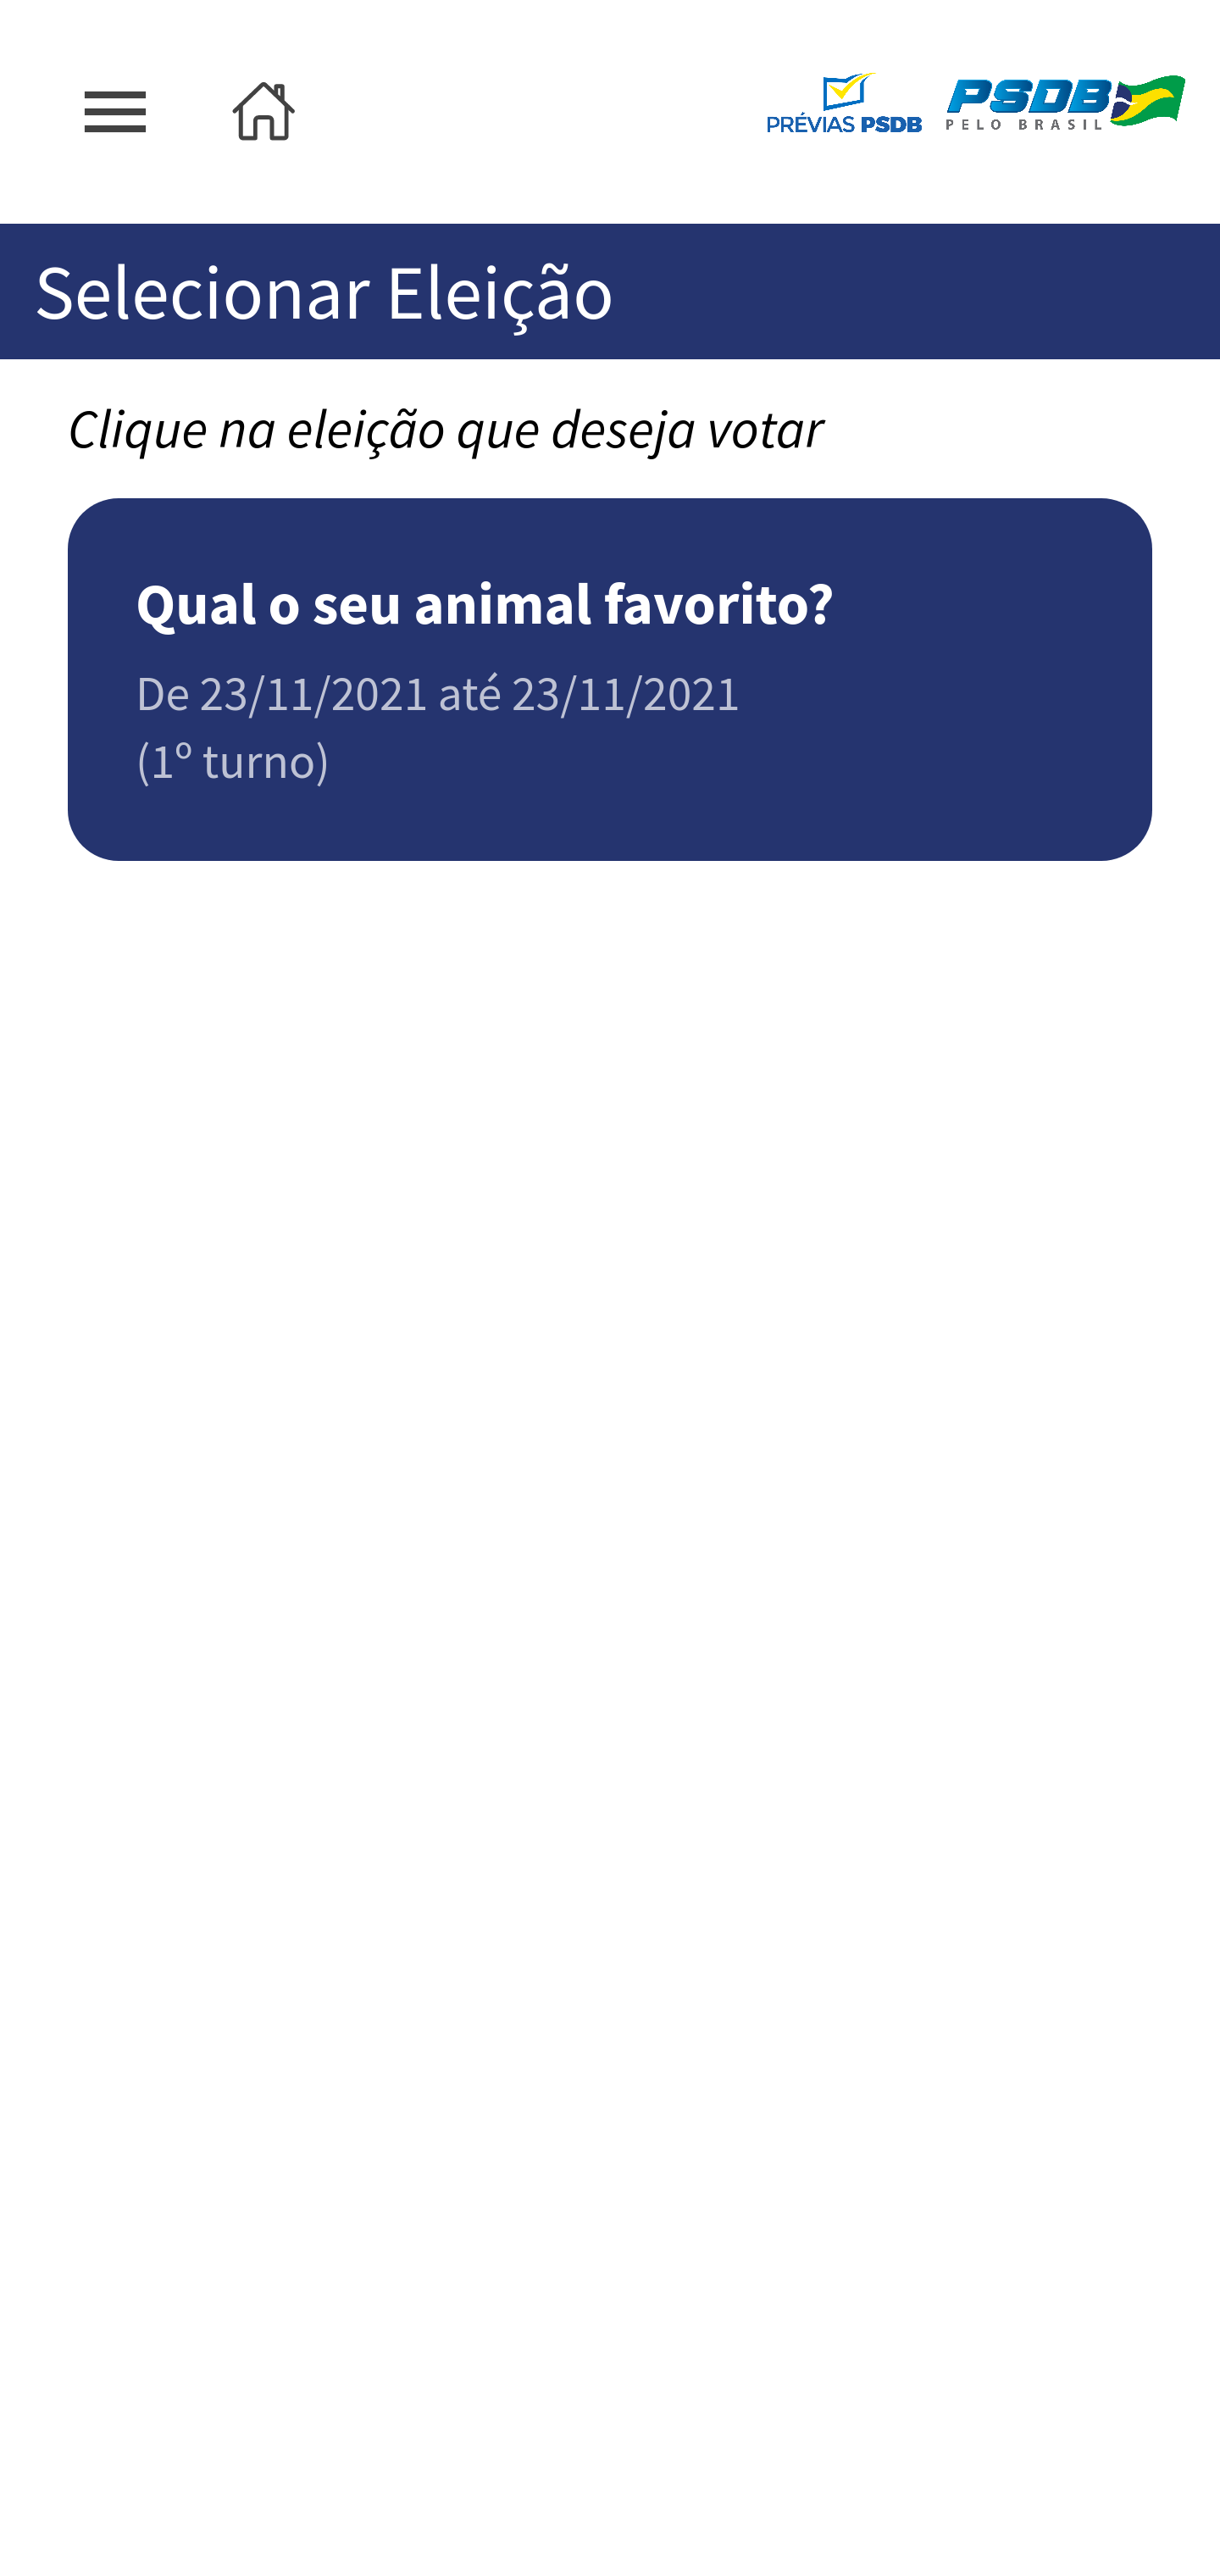 PRÉVIAS PSDB
PSDB
PELO BRASIL
Selecionar Eleição
Clique na eleição que deseja votar
Qual o seu animal favorito?
De 23/11/2021 até 23/11/2021
(1º turno)